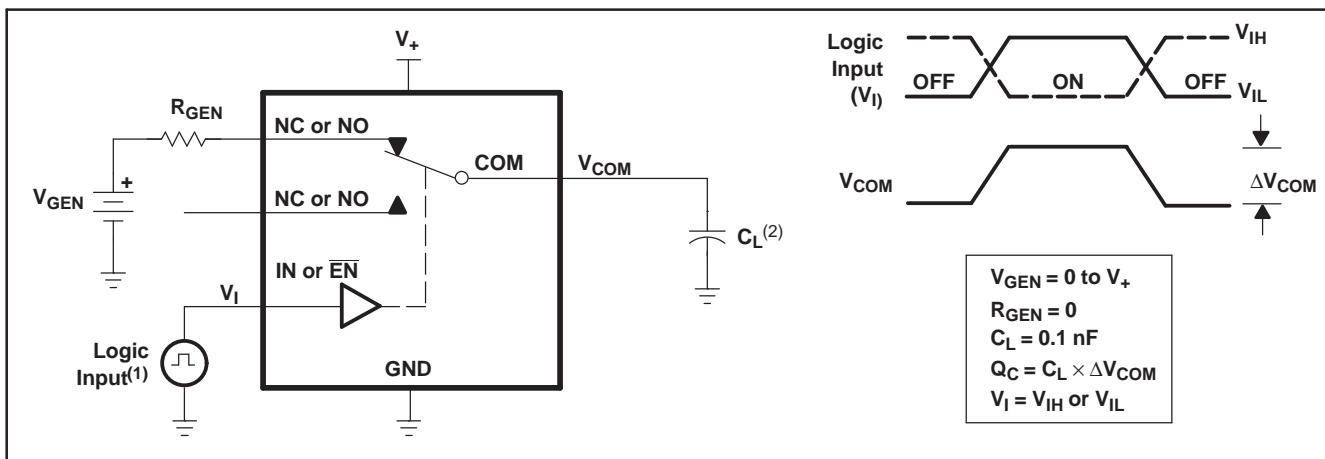 V+
RGEN
NC or NO
COM
VCOM
VGEN
+
NC or NO
CL(2)
IN or E̅N̅
VI
Logic
Input(1)
GND
Logic
Input
(VI)
OFF
ON
OFF
VIH
VIL
VCOM
ΔVCOM
VGEN = 0 to V+
RGEN = 0
CL = 0.1 nF
QC = CL × ΔVCOM
VI = VIH or VIL